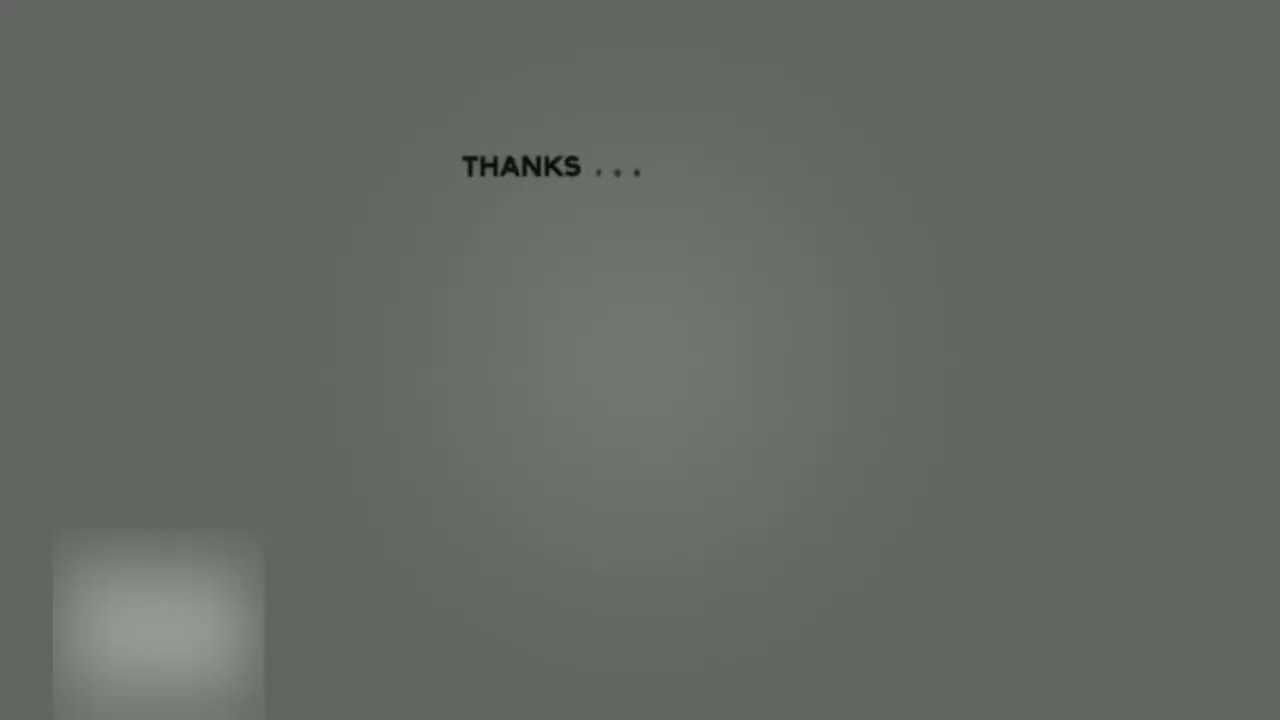 THANKS . . .